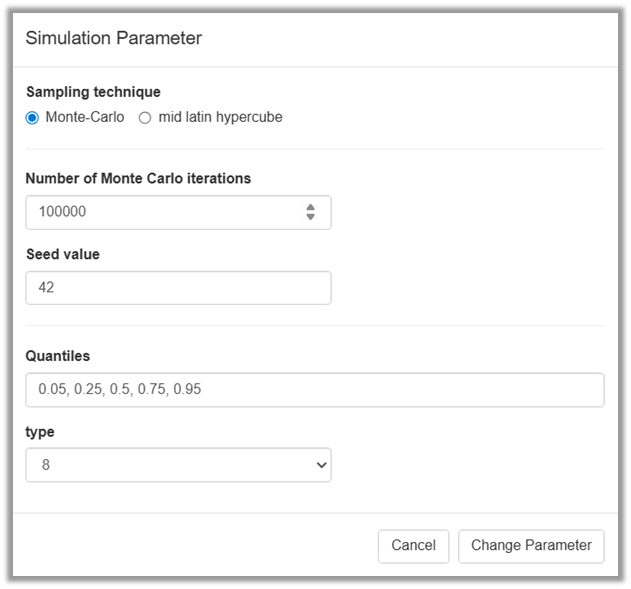 Simulation Parameter
Sampling technique
Monte-Carlo mid latin hypercube
Number of Monte Carlo iterations
100000
Seed value
42
Quantiles
0.05, 0.25, 0.5, 0.75, 0.95
type
8
Cancel Change Parameter